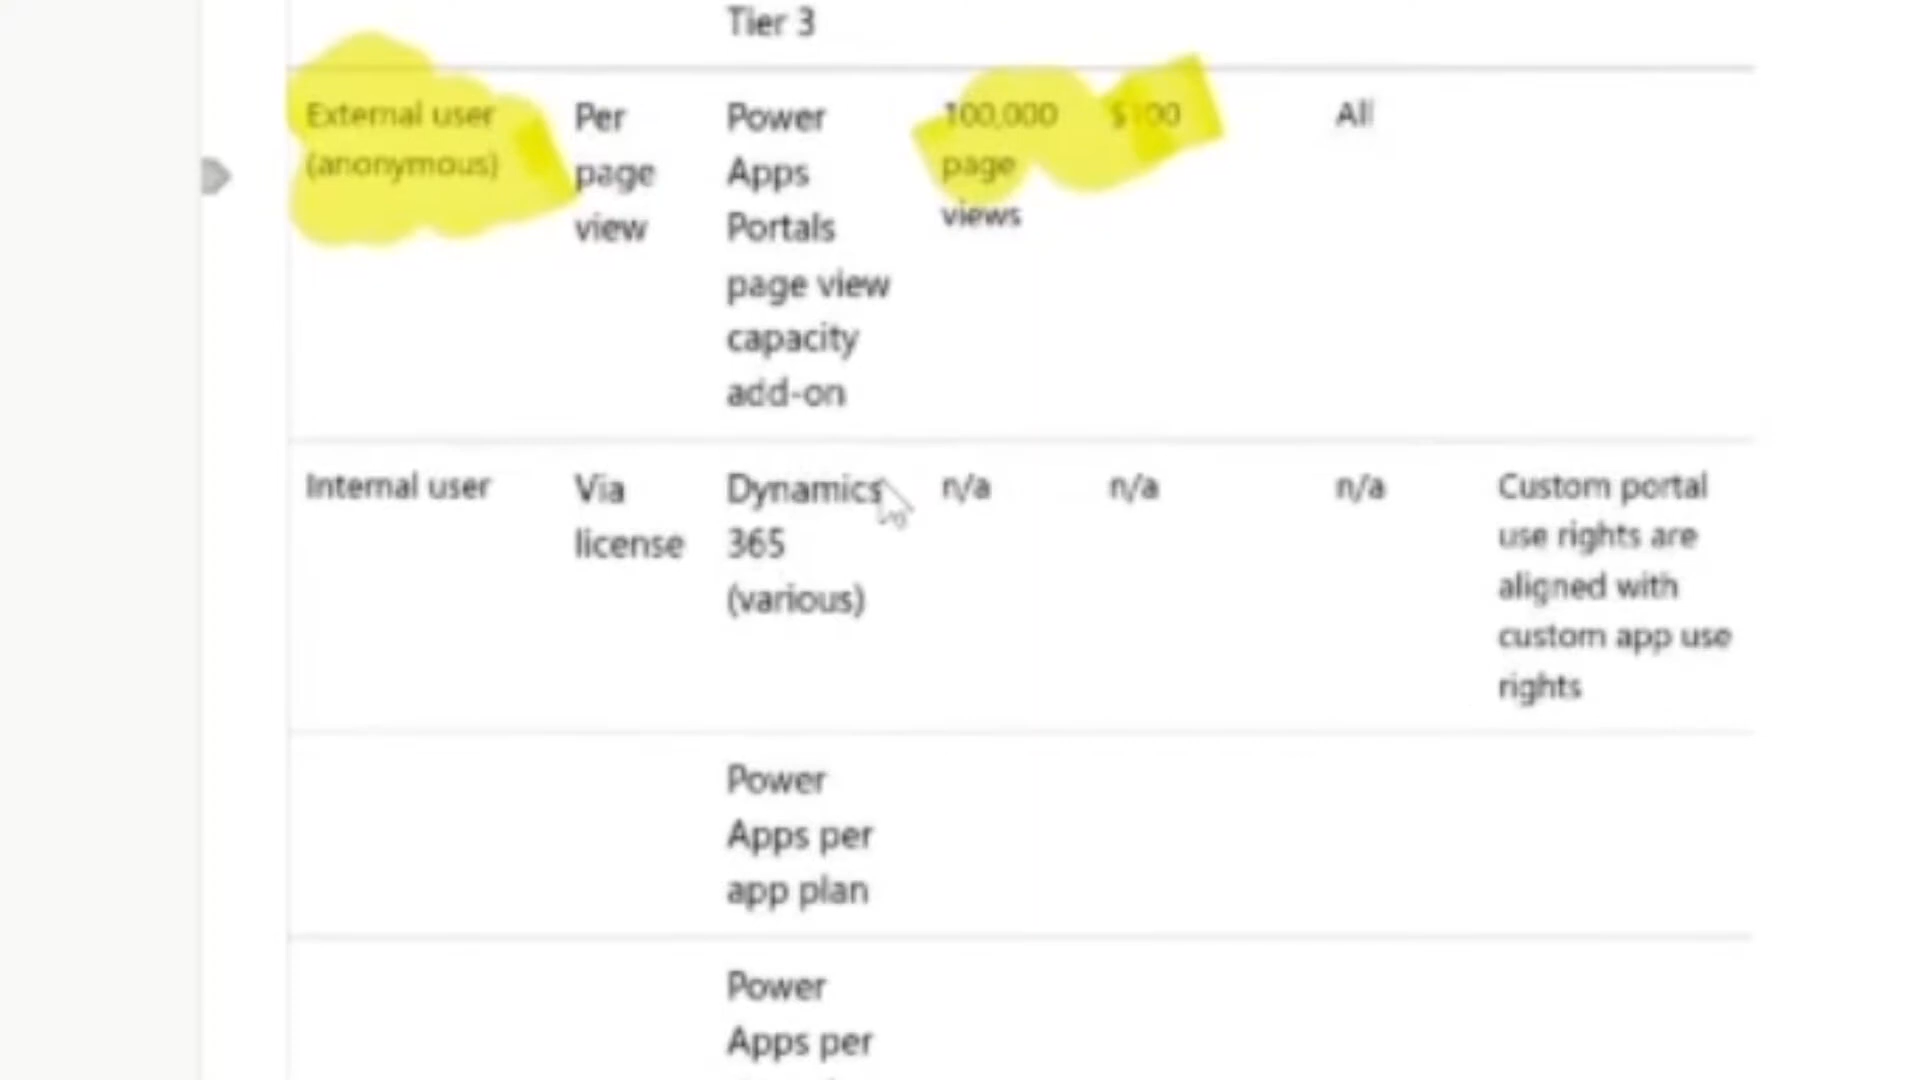 Tier 3
External user
(anonymous)
Per
page
view
Power
Apps
Portals
page view
capacity
add-on
100,000
page
views
$100
All
Internal user
Via
license
Dynamics
365
(various)
n/a
n/a
n/a
Custom portal
use rights are
aligned with
custom app use
rights
Power
Apps per
app plan
Power
Apps per